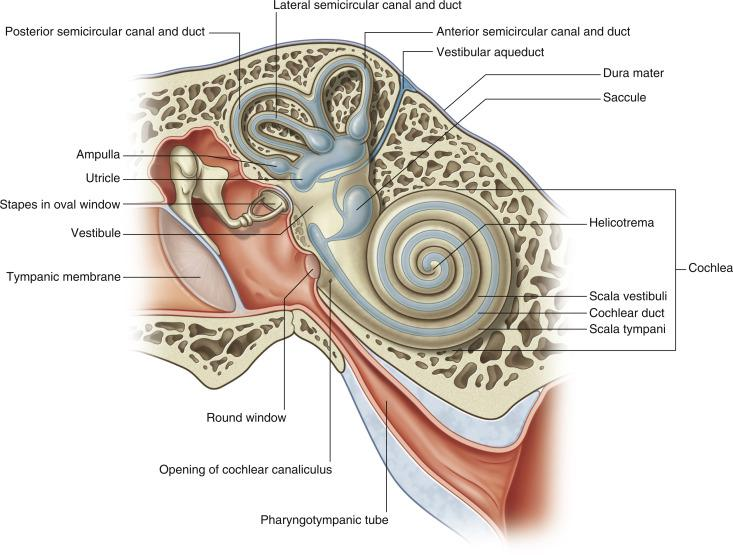 Lateral semicircular canal and duct
Posterior semicircular canal and duct
Anterior semicircular canal and duct
Vestibular aqueduct
Dura mater
Saccule
Ampulla
Utricle
Stapes in oval window
Vestibule
Helicotrema
Cochlea
Tympanic membrane
Scala vestibuli
Cochlear duct
Scala tympani
Round window
Opening of cochlear canaliculus
Pharyngotympanic tube